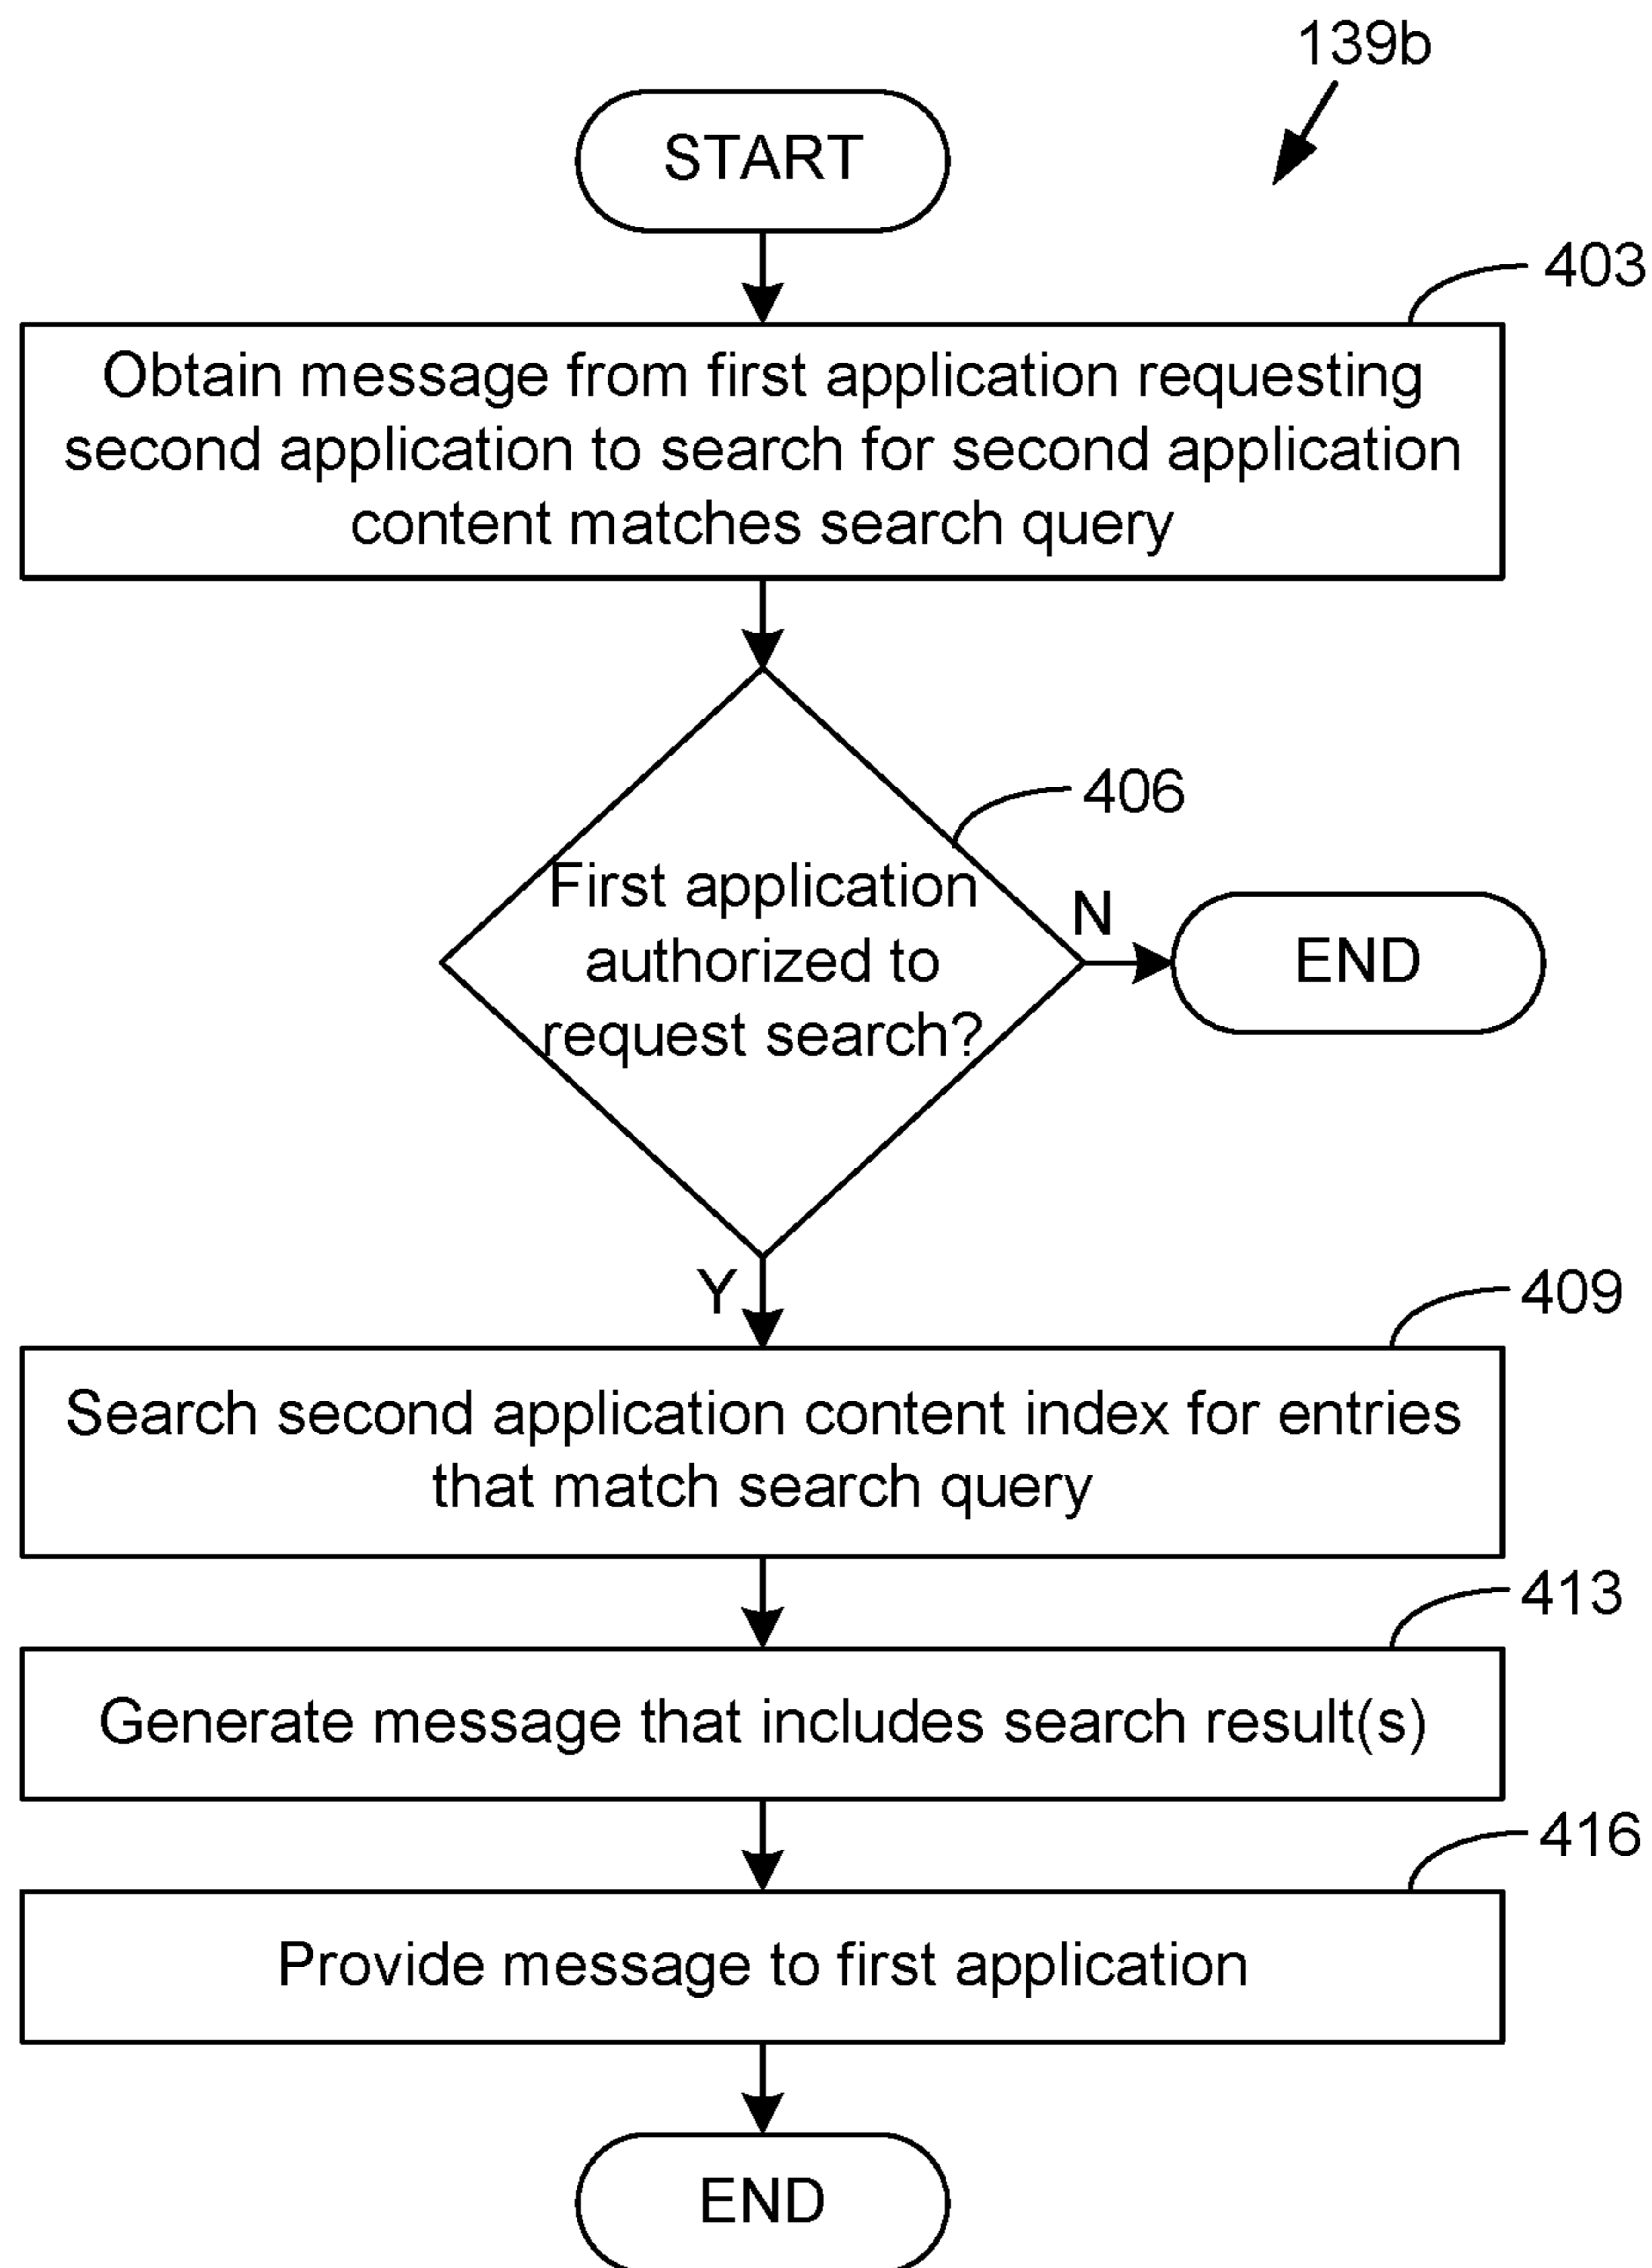 139b
START
403
Obtain message from first application requesting
second application to search for second application
content matches search query
406
First application
authorized to
request search?
N
END
Y
409
Search second application content index for entries
that match search query
413
Generate message that includes search result(s)
416
Provide message to first application
END